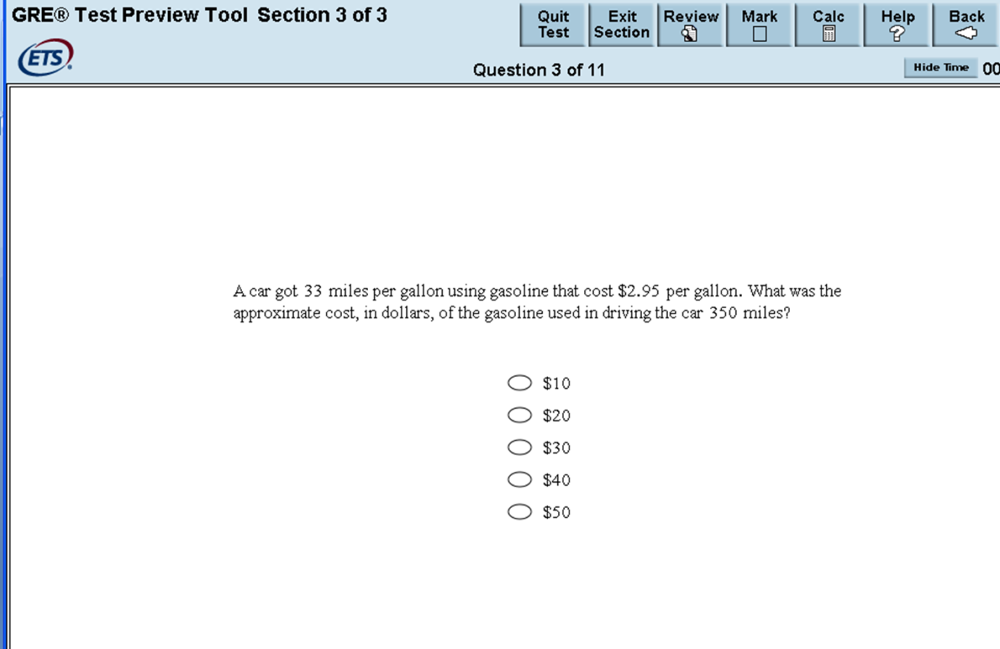 GRE® Test Preview Tool Section 3 of 3
Quit Test
Exit Section
Review
Mark
Calc
Help
Back
ETS®
Question 3 of 11
Hide Time
00
A car got 33 miles per gallon using gasoline that cost $2.95 per gallon. What was the
approximate cost, in dollars, of the gasoline used in driving the car 350 miles?
$10
$20
$30
$40
$50